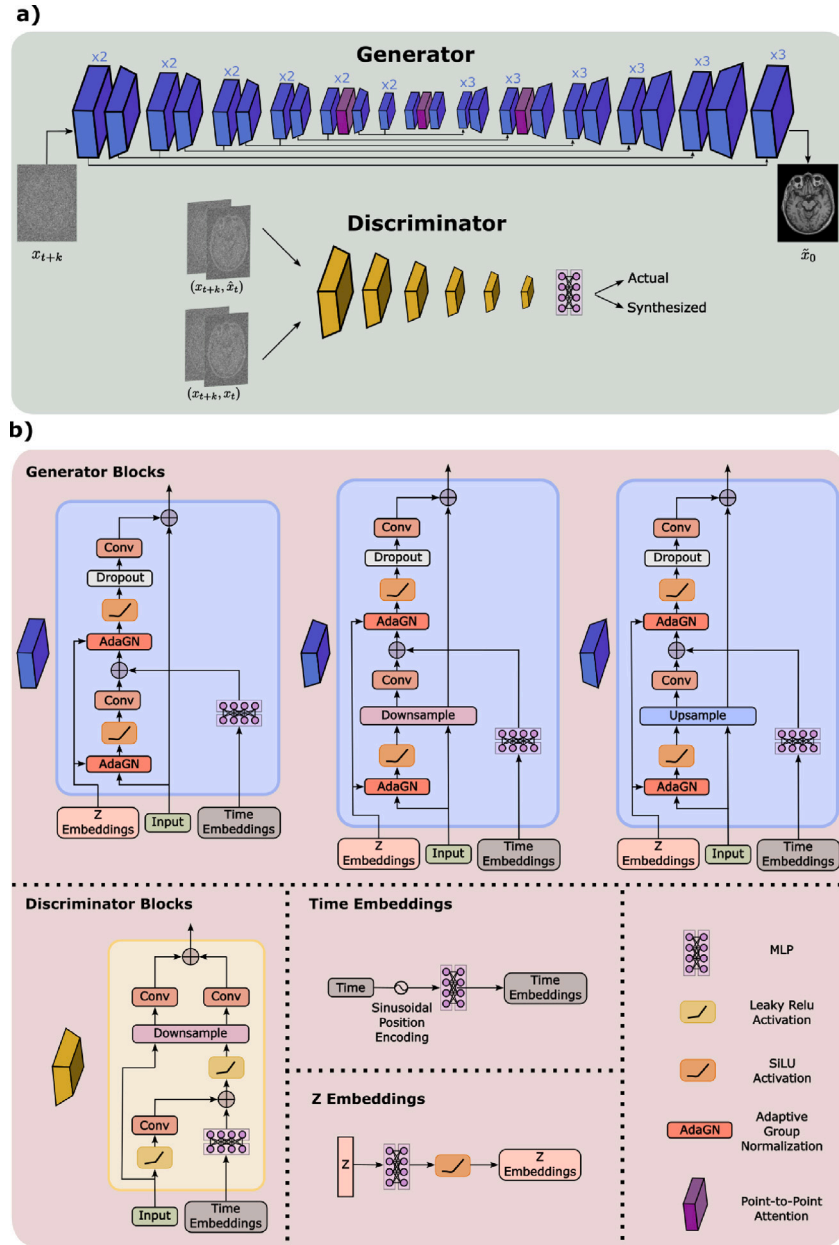 a)
Generator
x2
x2
x2
x2
x2
x2
x3
x3
x3
x3
x3
x3
x_{t+k}
x̃_0
Discriminator
(x_{t+k}, x̂_t)
(x_{t+k}, x_t)
Actual
Synthesized
b)
Generator Blocks
Conv
Dropout
AdaGN
Conv
AdaGN
Z
Embeddings
Input
Time
Embeddings
Conv
Dropout
AdaGN
Conv
Downsample
AdaGN
Z
Embeddings
Input
Time
Embeddings
Conv
Dropout
AdaGN
Conv
Upsample
AdaGN
Z
Embeddings
Input
Time
Embeddings
Discriminator Blocks
Conv
Conv
Downsample
Conv
Input
Time
Embeddings
Time Embeddings
Time
Sinusoidal
Position
Encoding
Time
Embeddings
Z Embeddings
Z
Z
Embeddings
MLP
Leaky Relu
Activation
SiLU
Activation
AdaGN
Adaptive
Group
Normalization
Point-to-Point
Attention